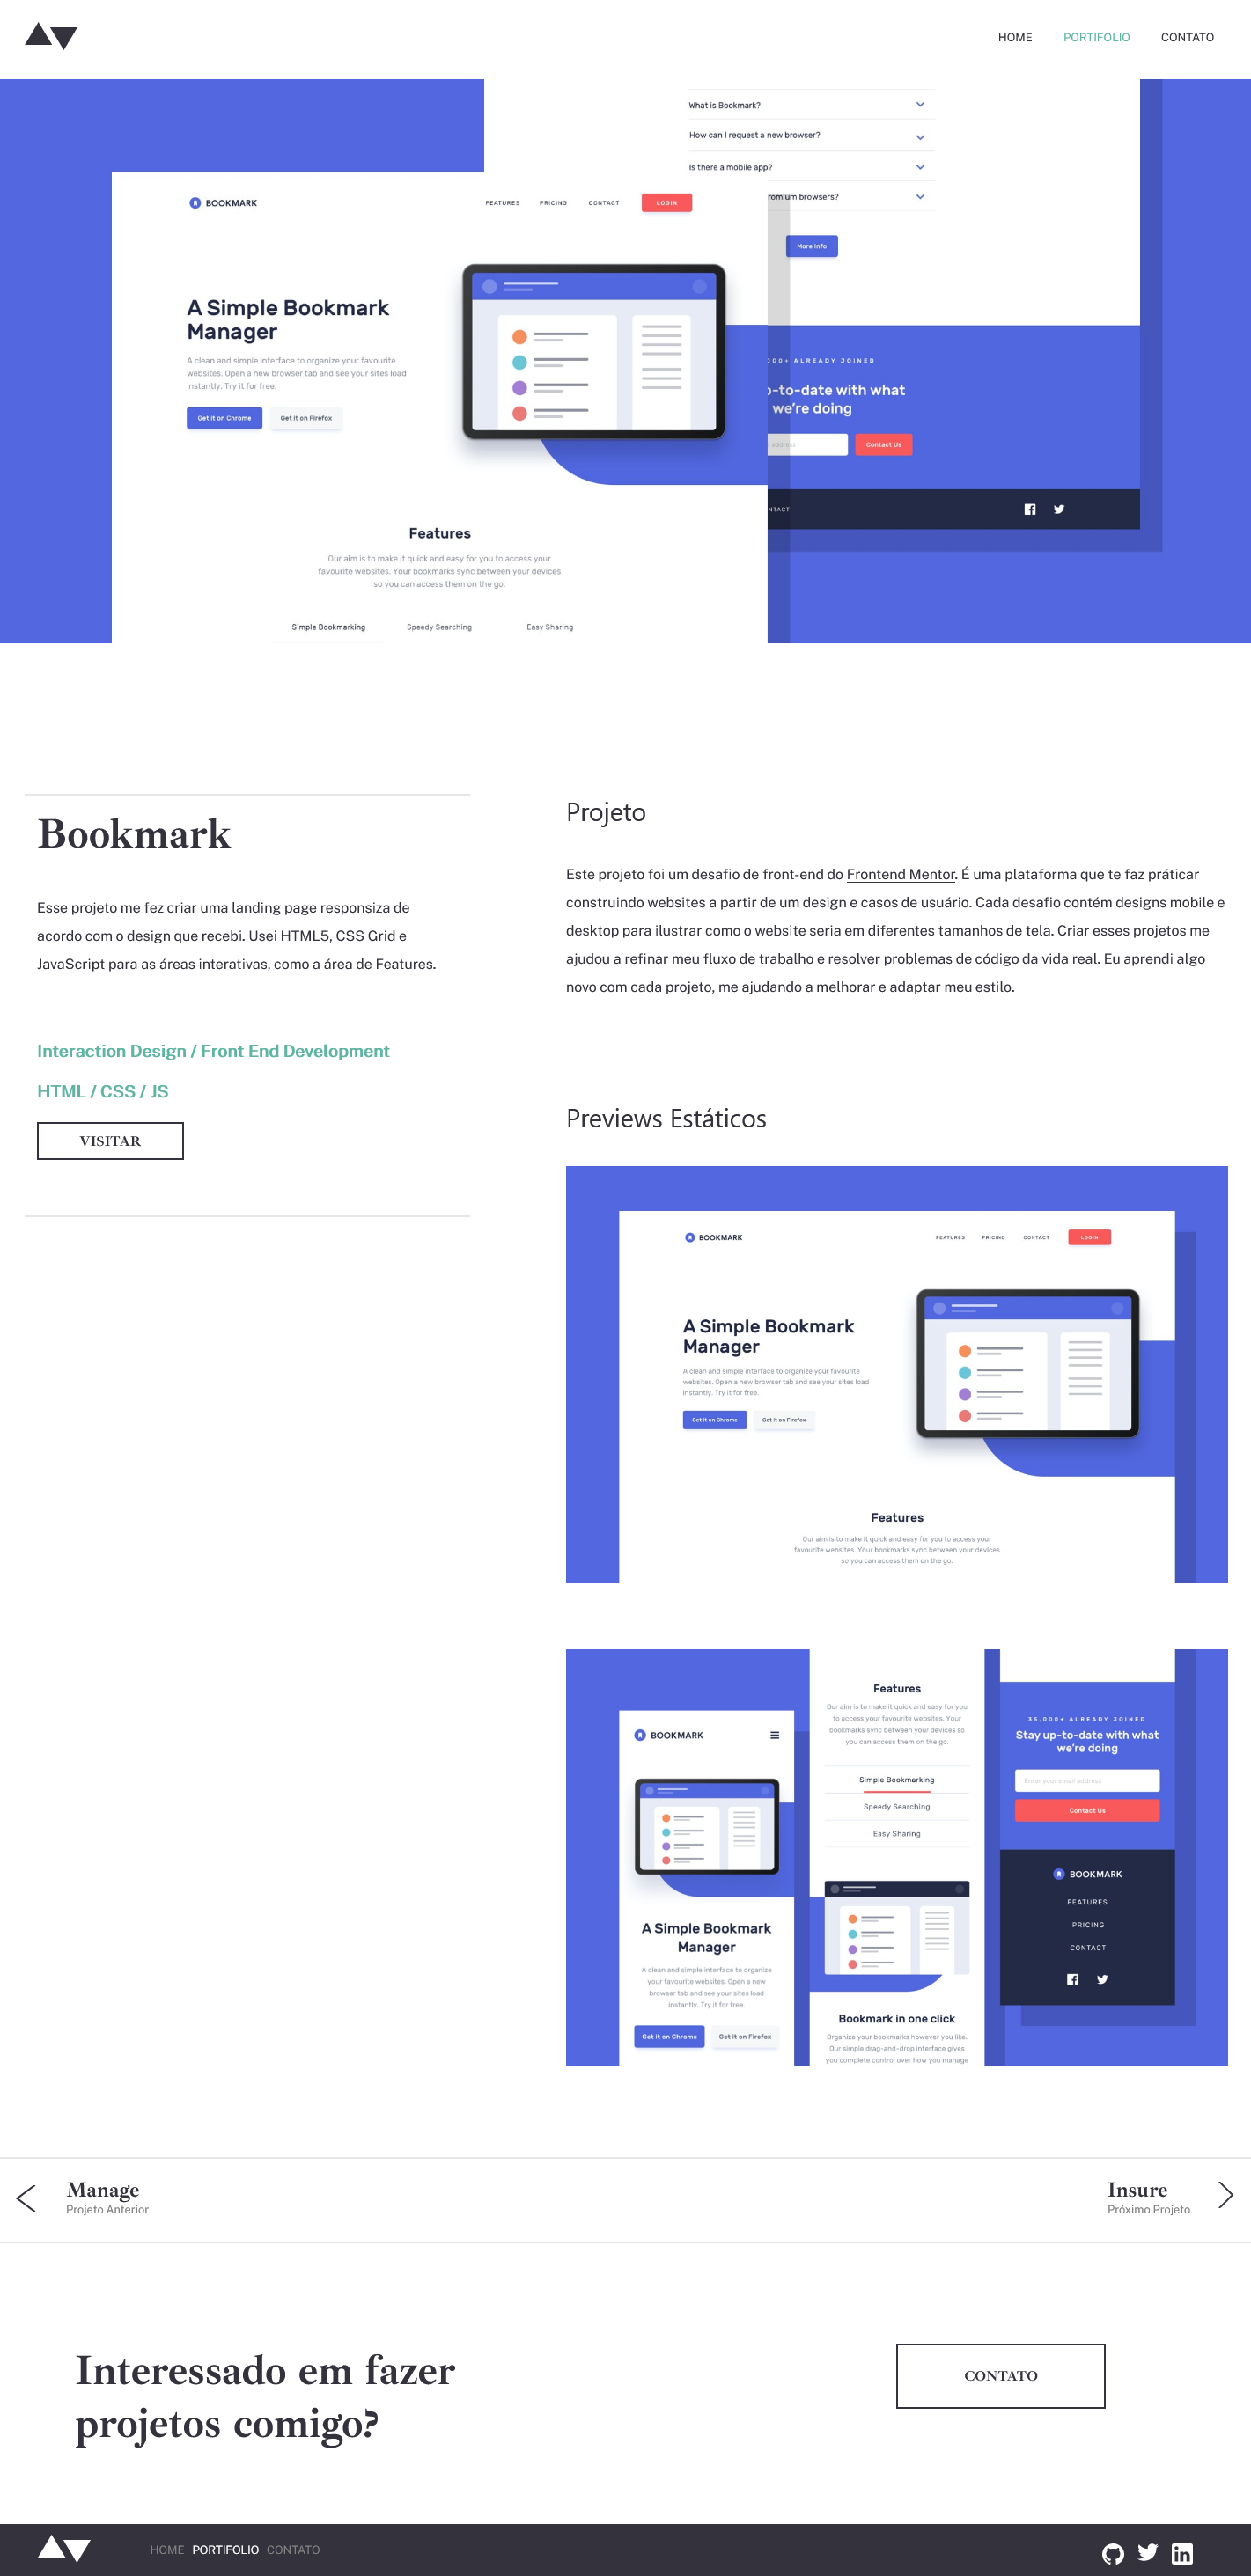 HOME PORTIFOLIO CONTATO
What is Bookmark?
How can I request a new browser?
Is there a mobile app?
romium browsers?
More Info
BOOKMARK
FEATURES PRICING CONTACT LOGIN
A Simple Bookmark
Manager
A clean and simple interface to organize your favourite
websites. Open a new browser tab and see your sites load
instantly. Try it for free.
Get it on Chrome Get it on Firefox
000+ ALREADY JOINED
-to-date with what
we're doing
address
Contact Us
NTACT
Features
Our aim is to make it quick and easy for you to access your
favourite websites. Your bookmarks sync between your devices
so you can access them on the go.
Simple Bookmarking Speedy Searching Easy Sharing
Bookmark
Esse projeto me fez criar uma landing page responsiza de
acordo com o design que recebi. Usei HTML5, CSS Grid e
JavaScript para as áreas interativas, como a área de Features.
Interaction Design / Front End Development
HTML / CSS / JS
VISITAR
Projeto
Este projeto foi um desafio de front-end do Frontend Mentor. É uma plataforma que te faz práticar
construindo websites a partir de um design e casos de usuário. Cada desafio contém designs mobile e
desktop para ilustrar como o website seria em diferentes tamanhos de tela. Criar esses projetos me
ajudou a refinar meu fluxo de trabalho e resolver problemas de código da vida real. Eu aprendi algo
novo com cada projeto, me ajudando a melhorar e adaptar meu estilo.
Previews Estáticos
BOOKMARK
FEATURES PRICING CONTACT LOGIN
A Simple Bookmark
Manager
A clean and simple interface to organize your favourite
websites. Open a new browser tab and see your sites load
instantly. Try it for free.
Get it on Chrome Get it on Firefox
Features
Our aim is to make it quick and easy for you to access your
favourite websites. Your bookmarks sync between your devices
so you can access them on the go.
BOOKMARK
A Simple Bookmark
Manager
A clean and simple interface to organize
your favourite websites. Open a new
browser tab and see your sites load
instantly. Try it for free.
Get it on Chrome Get it on Firefox
Features
Our aim is to make it quick and easy for you
to access your favourite websites. Your
bookmarks sync between your devices so
you can access them on the go.
Simple Bookmarking
Speedy Searching
Easy Sharing
Bookmark in one click
Organize your bookmarks however you like.
Our simple drag-and-drop interface gives
you complete control over how you manage
35,000+ ALREADY JOINED
Stay up-to-date with what
we're doing
Enter your email address
Contact Us
BOOKMARK
FEATURES
PRICING
CONTACT
Manage
Projeto Anterior
Insure
Próximo Projeto
Interessado em fazer
projetos comigo?
CONTATO
HOME PORTIFOLIO CONTATO